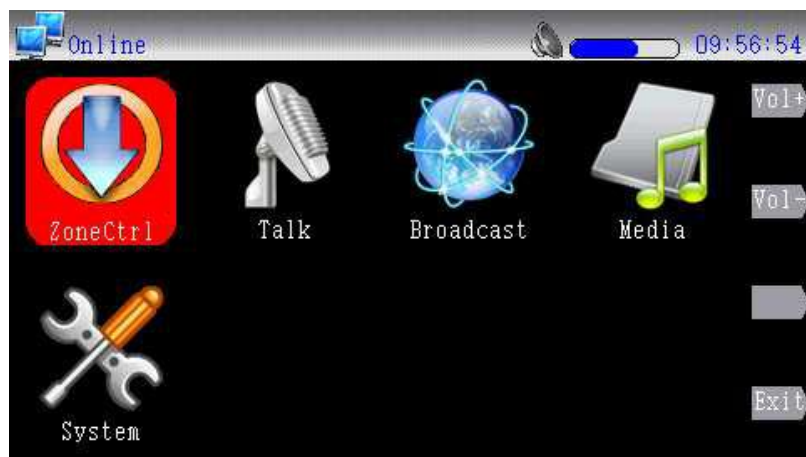 Online
09:56:54
Vol+
ZoneCtrl
Talk
Broadcast
Media
Vol-
System
Exit